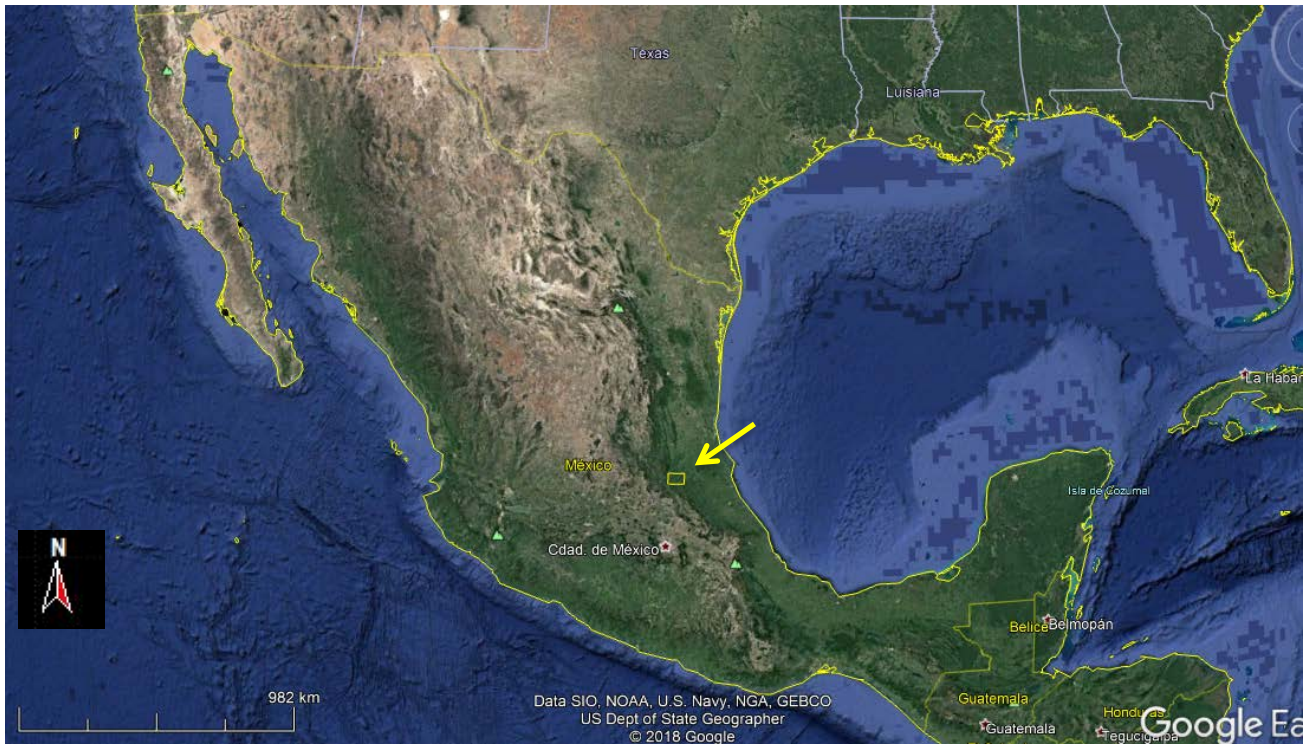 Texas
Luisiana
La Haban
México
Isla de Cozumel
N
Cdad. de México
Belice
Belmopán
982 km
Data SIO, NOAA, U.S. Navy, NGA, GEBCO
US Dept of State Geographer
© 2018 Google
Guatemala
Honduras
Guatemala
Tegucigalpa
Google Ea